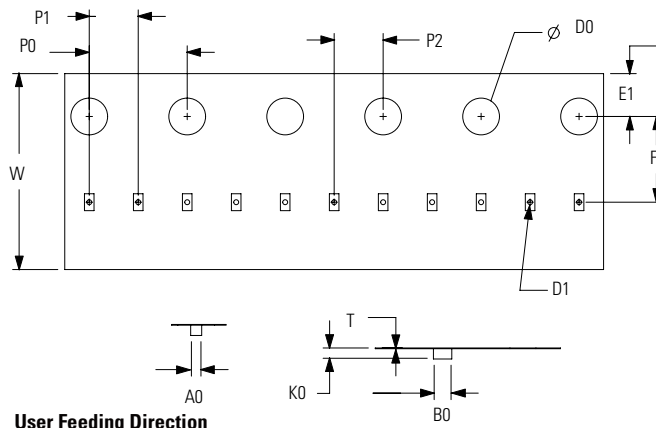 P1
P0
P2
Ø D0
E1
F
W
D1
T
K0
A0
B0
User Feeding Direction